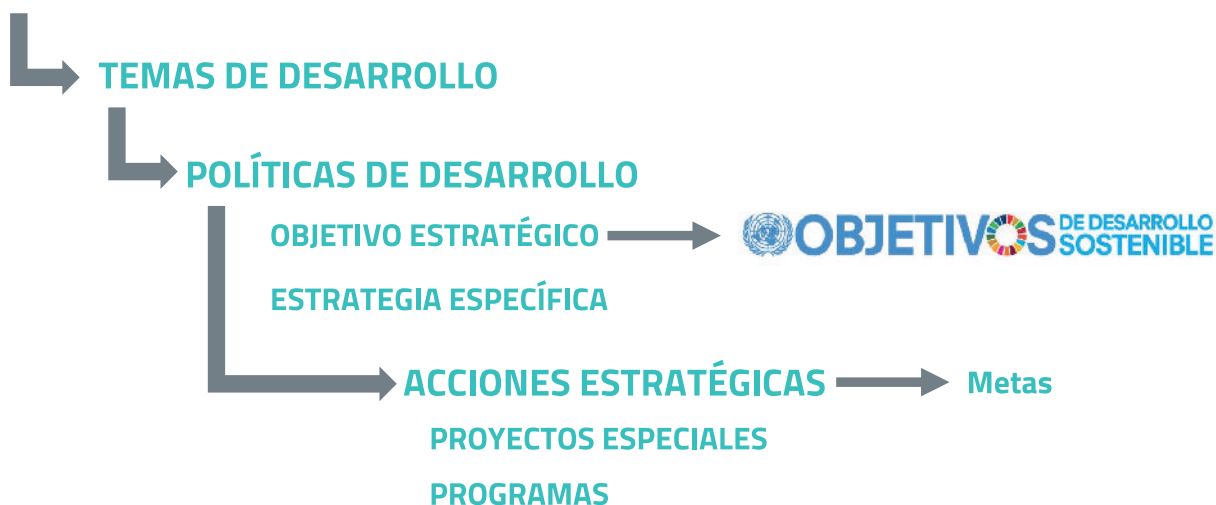 TEMAS DE DESARROLLO
POLÍTICAS DE DESARROLLO
OBJETIVO ESTRATÉGICO
OBJETIVOS DE DESARROLLO
SOSTENIBLE
ESTRATEGIA ESPECÍFICA
ACCIONES ESTRATÉGICAS
Metas
PROYECTOS ESPECIALES
PROGRAMAS